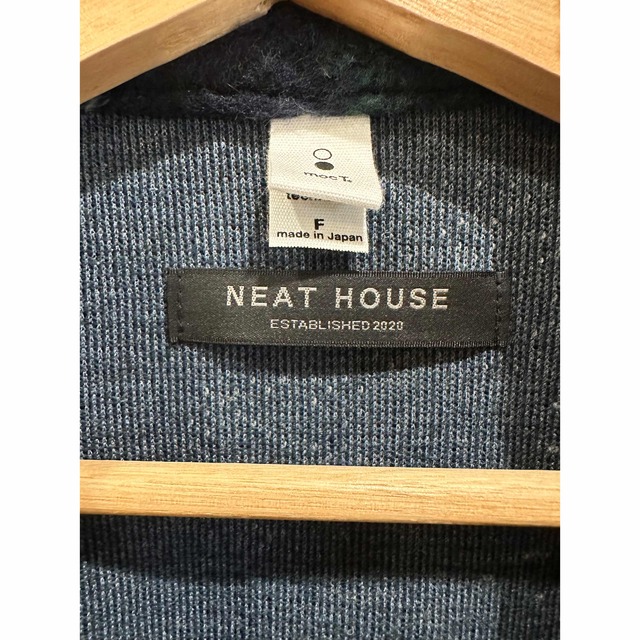 mocT.
F
made in Japan
NEAT HOUSE
ESTABLISHED 2020